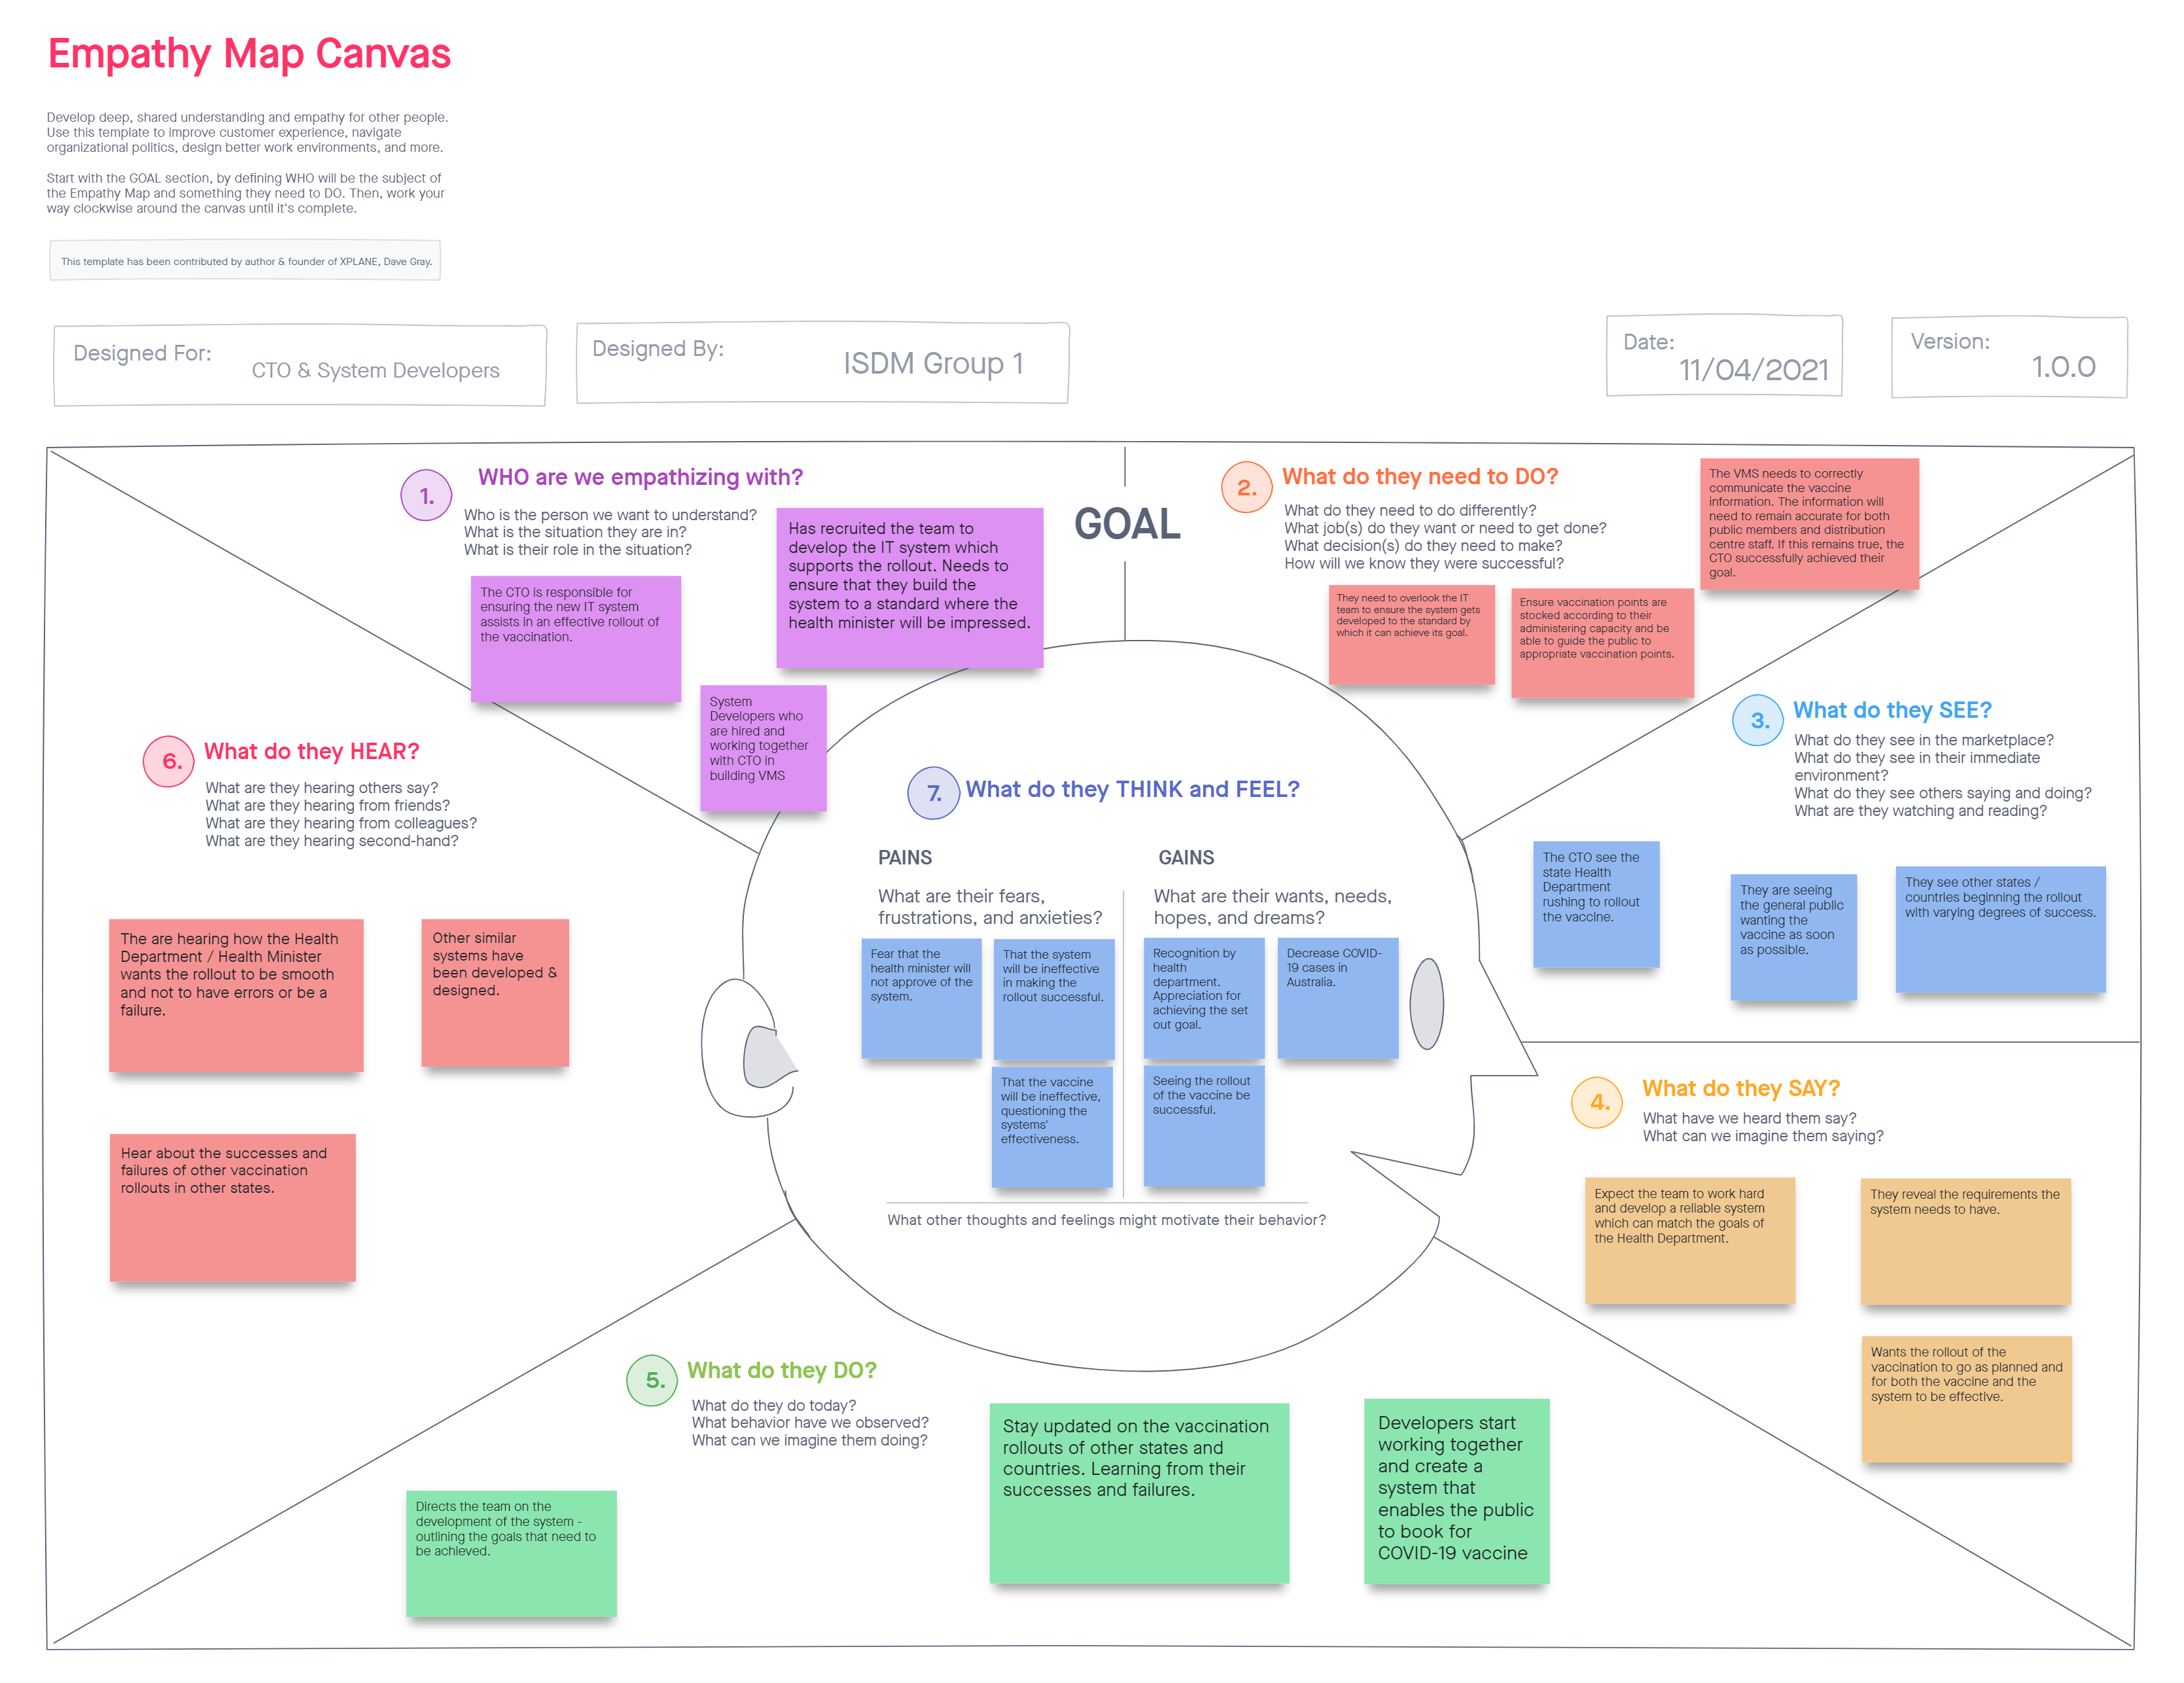 Empathy Map Canvas
Develop deep, shared understanding and empathy for other people.
Use this template to improve customer experience, navigate
organizational politics, design better work environments, and more.
Start with the GOAL section, by defining WHO will be the subject of
the Empathy Map and something they need to DO. Then, work your
way clockwise around the canvas until it's complete.
This template has been contributed by author & founder of XPLANE, Dave Gray.
Designed For:
CTO & System Developers
Designed By:
ISDM Group 1
Date:
11/04/2021
Version:
1.0.0
GOAL
1.
WHO are we empathizing with?
Who is the person we want to understand?
What is the situation they are in?
What is their role in the situation?
The CTO is responsible for
ensuring the new IT system
assists in an effective rollout of
the vaccination.
Has recruited the team to
develop the IT system which
supports the rollout. Needs to
ensure that they build the
system to a standard where the
health minister will be impressed.
System
Developers who
are hired and
working together
with CTO in
building VMS
2.
What do they need to DO?
What do they need to do differently?
What job(s) do they want or need to get done?
What decision(s) do they need to make?
How will we know they were successful?
They need to overlook the IT
team to ensure the system gets
developed to the standard by
which it can achieve its goal.
Ensure vaccination points are
stocked according to their
administering capacity and be
able to guide the public to
appropriate vaccination points.
The VMS needs to correctly
communicate the vaccine
information. The information will
need to remain accurate for both
public members and distribution
centre staff. If this remains true, the
CTO successfully achieved their
goal.
3.
What do they SEE?
What do they see in the marketplace?
What do they see in their immediate
environment?
What do they see others saying and doing?
What are they watching and reading?
The CTO see the
state Health
Department
rushing to rollout
the vaccine.
They are seeing
the general public
wanting the
vaccine as soon
as possible.
They see other states /
countries beginning the rollout
with varying degrees of success.
4.
What do they SAY?
What have we heard them say?
What can we imagine them saying?
Expect the team to work hard
and develop a reliable system
which can match the goals of
the Health Department.
They reveal the requirements the
system needs to have.
Wants the rollout of the
vaccination to go as planned and
for both the vaccine and the
system to be effective.
5.
What do they DO?
What do they do today?
What behavior have we observed?
What can we imagine them doing?
Directs the team on the
development of the system -
outlining the goals that need to
be achieved.
Stay updated on the vaccination
rollouts of other states and
countries. Learning from their
successes and failures.
Developers start
working together
and create a
system that
enables the public
to book for
COVID-19 vaccine
6.
What do they HEAR?
What are they hearing others say?
What are they hearing from friends?
What are they hearing from colleagues?
What are they hearing second-hand?
The are hearing how the Health
Department / Health Minister
wants the rollout to be smooth
and not to have errors or be a
failure.
Other similar
systems have
been developed &
designed.
Hear about the successes and
failures of other vaccination
rollouts in other states.
7.
What do they THINK and FEEL?
PAINS
What are their fears,
frustrations, and anxieties?
Fear that the
health minister will
not approve of the
system.
That the system
will be ineffective
in making the
rollout successful.
That the vaccine
will be ineffective,
questioning the
systems'
effectiveness.
GAINS
What are their wants, needs,
hopes, and dreams?
Recognition by
health
department.
Appreciation for
achieving the set
out goal.
Decrease COVID-
19 cases in
Australia.
Seeing the rollout
of the vaccine be
successful.
What other thoughts and feelings might motivate their behavior?